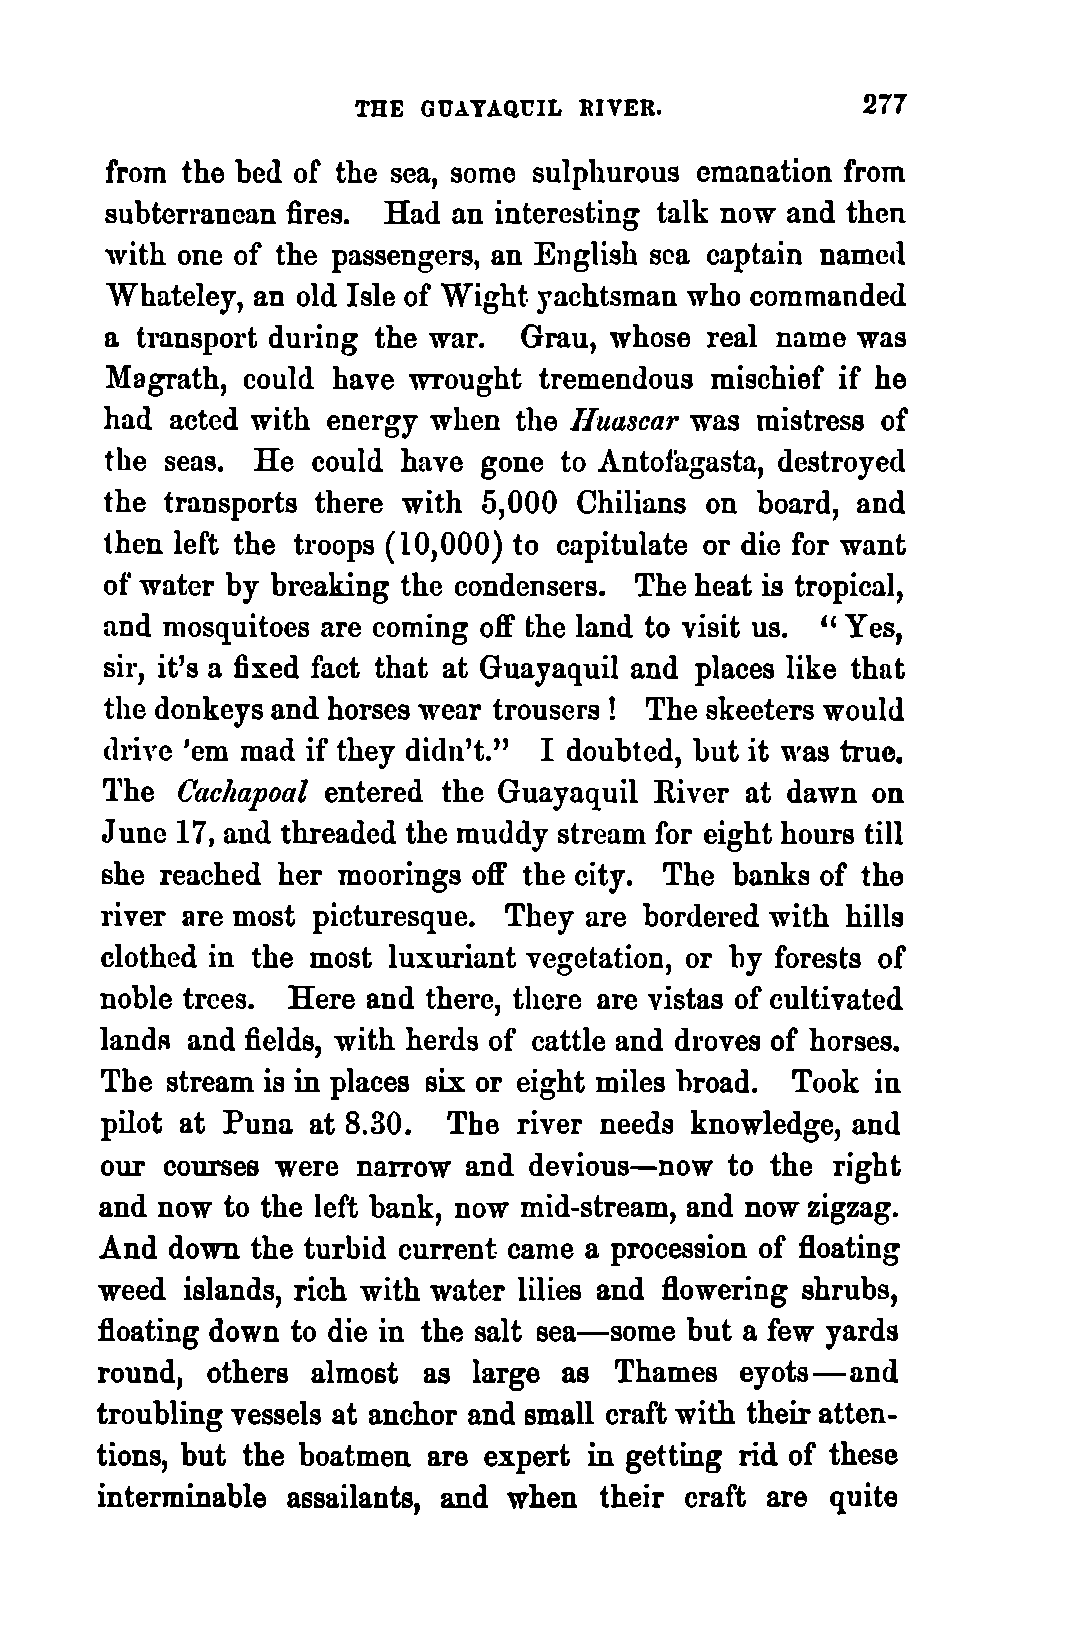 THE GUAYAQUIL RIVER. 277
from the bed of the sea, some sulphurous emanation from
subterranean fires. Had an interesting talk now and then
with one of the passengers, an English sea captain named
Whateley, an old Isle of Wight yachtsman who commanded
a transport during the war. Grau, whose real name was
Magrath, could have wrought tremendous mischief if he
had acted with energy when the Huascar was mistress of
the seas. He could have gone to Antofagasta, destroyed
the transports there with 5,000 Chilians on board, and
then left the troops (10,000) to capitulate or die for want
of water by breaking the condensers. The heat is tropical,
and mosquitoes are coming off the land to visit us. “Yes,
sir, it’s a fixed fact that at Guayaquil and places like that
the donkeys and horses wear trousers! The skeeters would
drive ’em mad if they didn’t.” I doubted, but it was true.
The Cachapoal entered the Guayaquil River at dawn on
June 17, and threaded the muddy stream for eight hours till
she reached her moorings off the city. The banks of the
river are most picturesque. They are bordered with hills
clothed in the most luxuriant vegetation, or by forests of
noble trees. Here and there, there are vistas of cultivated
lands and fields, with herds of cattle and droves of horses.
The stream is in places six or eight miles broad. Took in
pilot at Puna at 8.30. The river needs knowledge, and
our courses were narrow and devious—now to the right
and now to the left bank, now mid-stream, and now zigzag.
And down the turbid current came a procession of floating
weed islands, rich with water lilies and flowering shrubs,
floating down to die in the salt sea—some but a few yards
round, others almost as large as Thames eyots—and
troubling vessels at anchor and small craft with their atten-
tions, but the boatmen are expert in getting rid of these
interminable assailants, and when their craft are quite